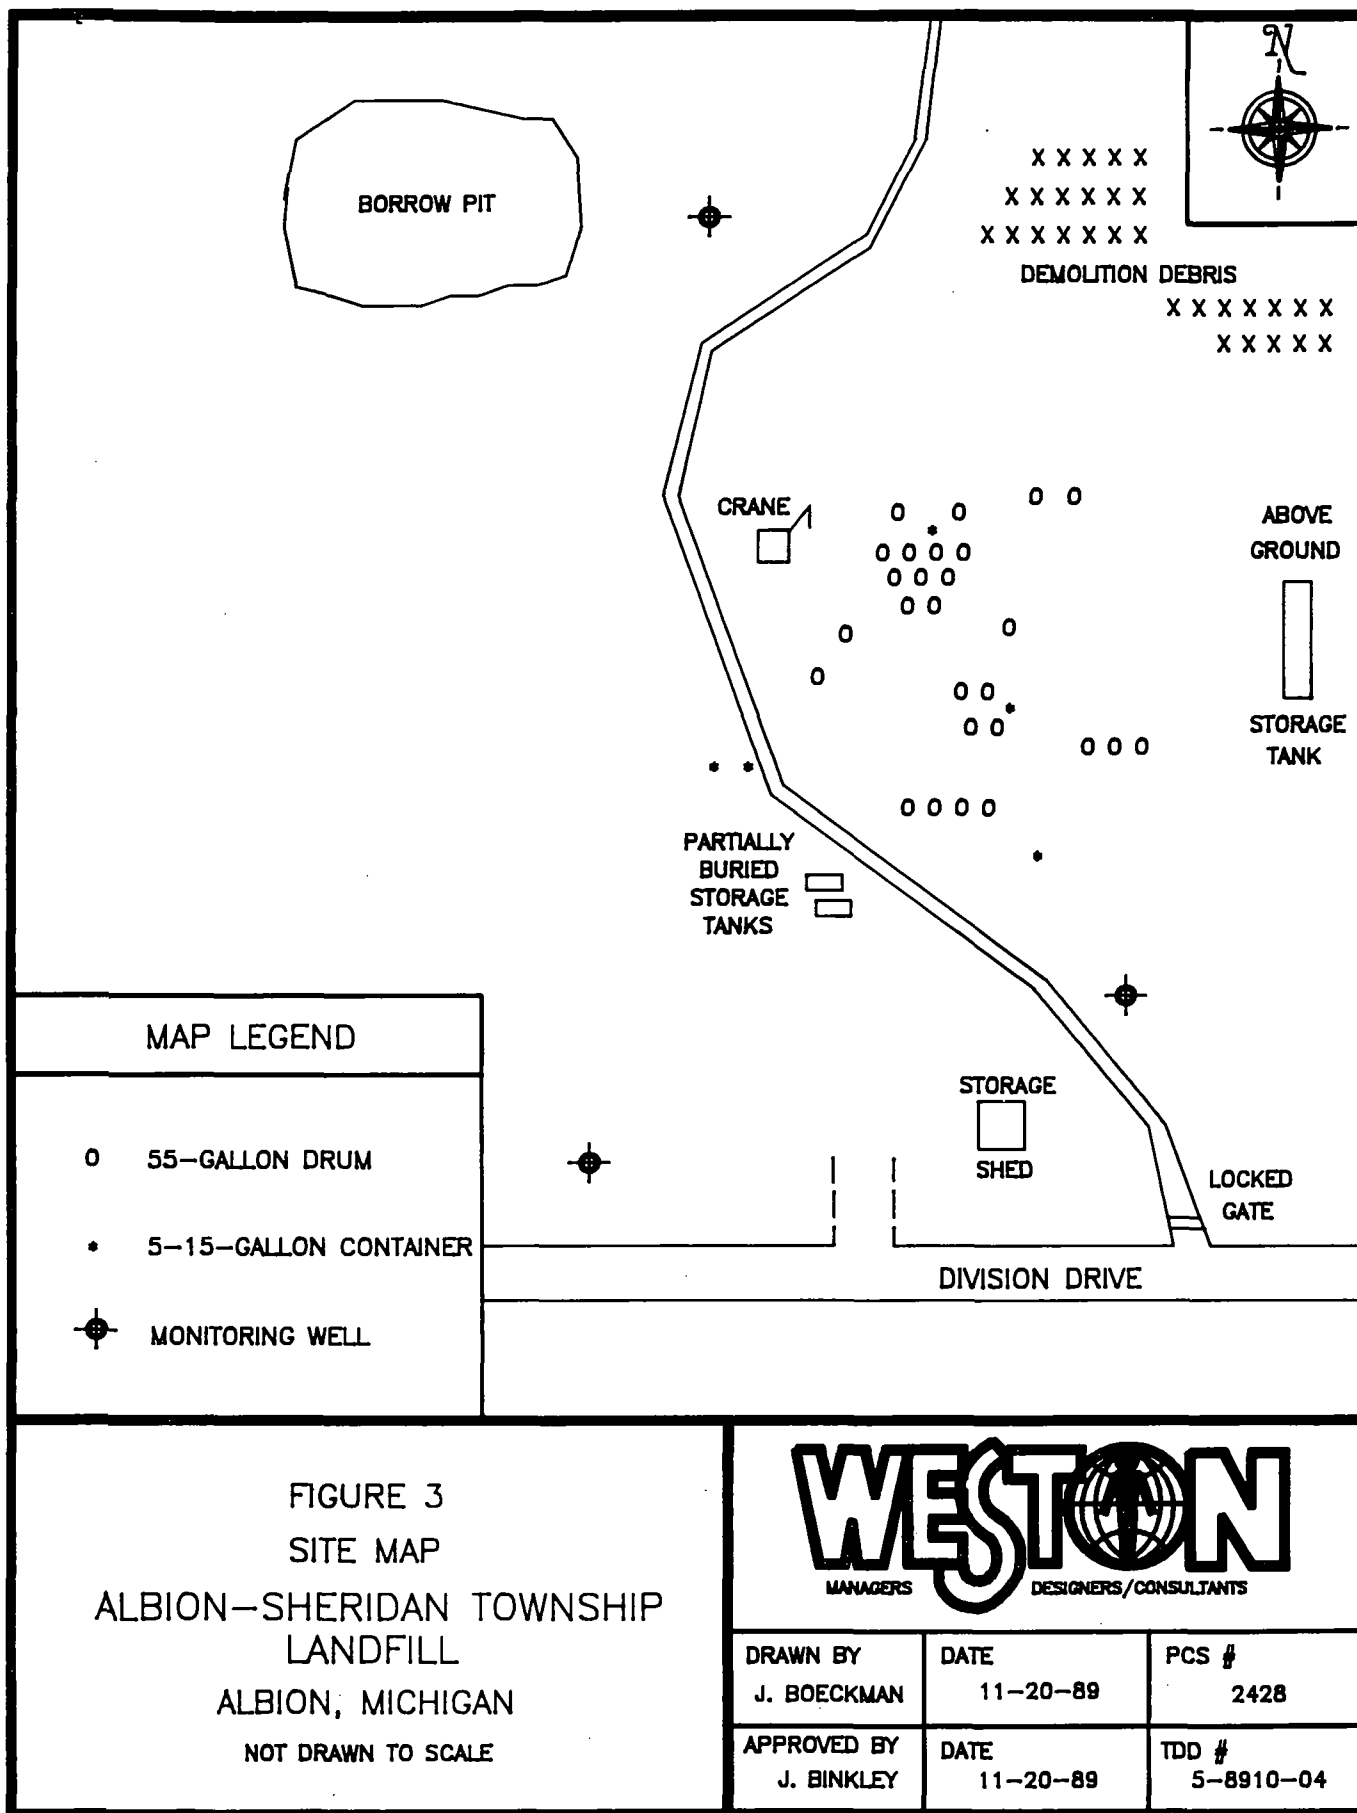 N
BORROW PIT
X X X X X
X X X X X X
X X X X X X X
DEMOLITION DEBRIS
X X X X X X X
X X X X X
CRANE
ABOVE
GROUND
STORAGE
TANK
PARTIALLY
BURIED
STORAGE
TANKS
STORAGE
SHED
LOCKED
GATE
DIVISION DRIVE
MAP LEGEND
O 55-GALLON DRUM
* 5-15-GALLON CONTAINER
MONITORING WELL
FIGURE 3
SITE MAP
ALBION-SHERIDAN TOWNSHIP
LANDFILL
ALBION, MICHIGAN
NOT DRAWN TO SCALE
WESTON
MANAGERS DESIGNERS/CONSULTANTS
DRAWN BY
J. BOECKMAN
DATE
11-20-89
PCS #
2428
APPROVED BY
J. BINKLEY
DATE
11-20-89
TDD #
5-8910-04